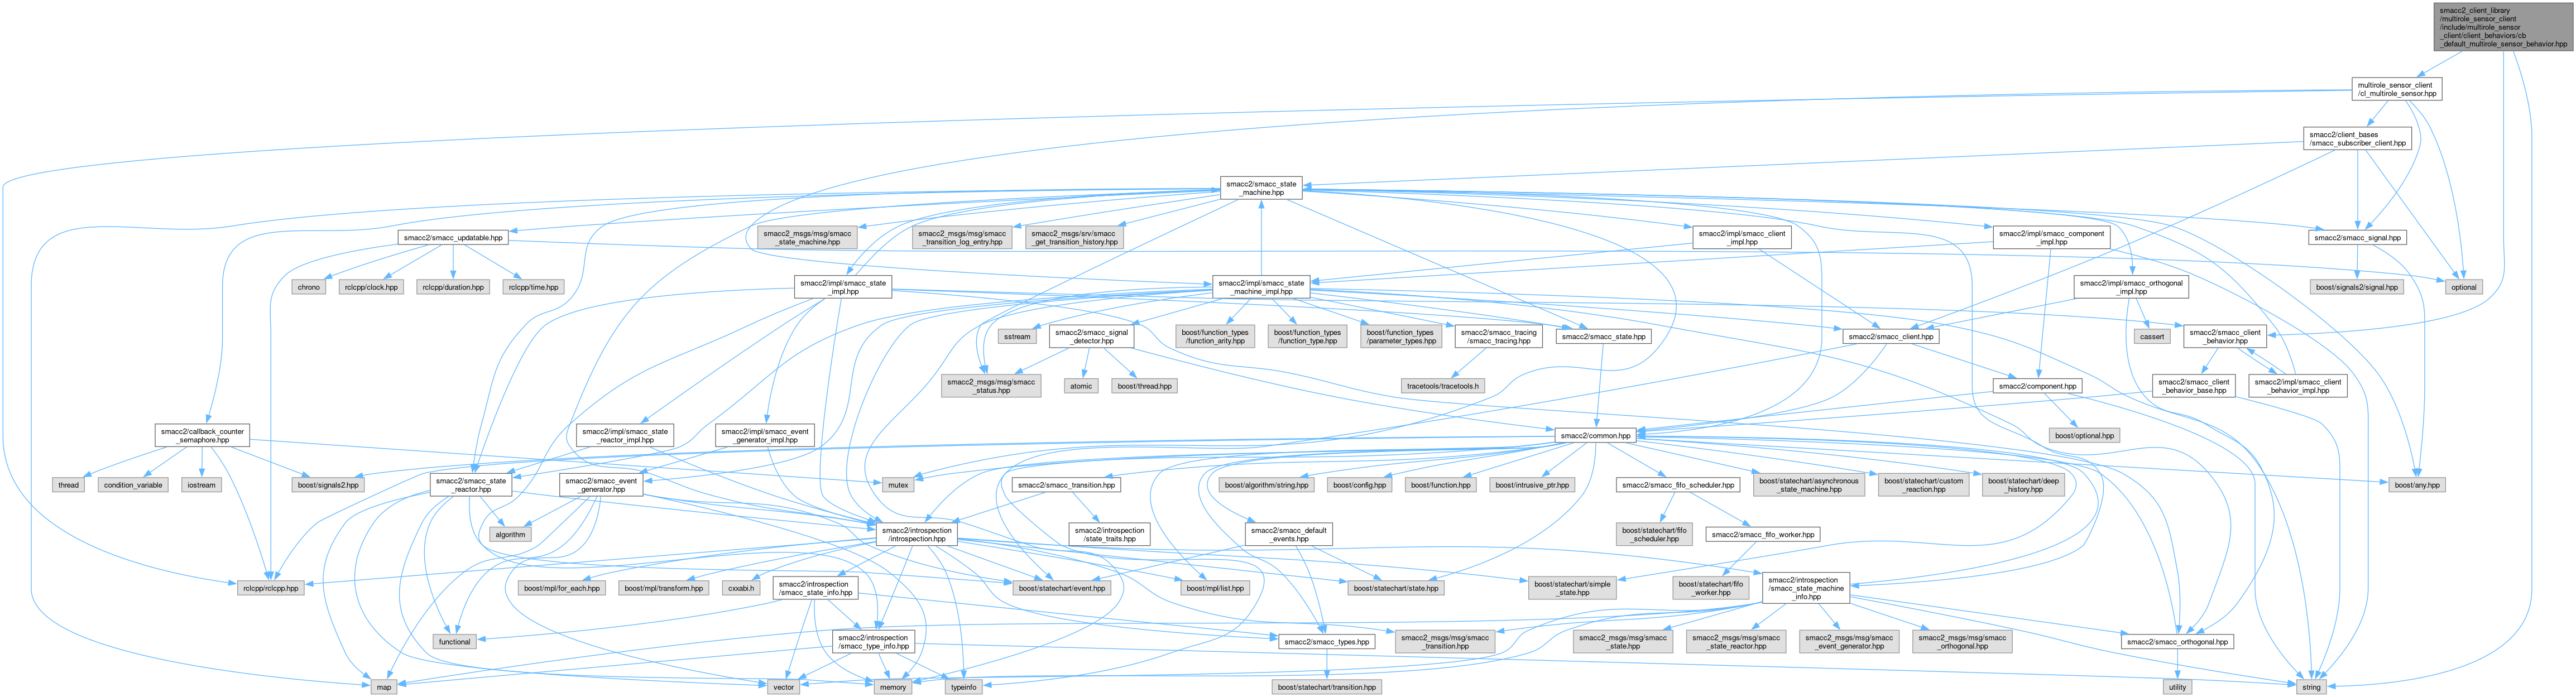 smacc2_client_library
/multirole_sensor_client
/include/multirole_sensor
_client/client_behaviors/cb
_default_multirole_sensor_behavior.hpp
multirole_sensor_client
/cl_multirole_sensor.hpp
smacc2/client_bases
/smacc_subscriber_client.hpp
smacc2/smacc_state
_machine.hpp
smacc2/smacc_updatable.hpp
smacc2_msgs/msg/smacc
_state_machine.hpp
smacc2_msgs/msg/smacc
_transition_log_entry.hpp
smacc2_msgs/srv/smacc
_get_transition_history.hpp
smacc2/impl/smacc_client
_impl.hpp
smacc2/impl/smacc_component
_impl.hpp
smacc2/smacc_signal.hpp
chrono
rclcpp/clock.hpp
rclcpp/duration.hpp
rclcpp/time.hpp
smacc2/impl/smacc_state
_impl.hpp
smacc2/impl/smacc_state
_machine_impl.hpp
smacc2/impl/smacc_orthogonal
_impl.hpp
boost/signals2/signal.hpp
optional
sstream
smacc2/smacc_signal
_detector.hpp
boost/function_types
/function_arity.hpp
boost/function_types
/function_type.hpp
boost/function_types
/parameter_types.hpp
smacc2/smacc_tracing
/smacc_tracing.hpp
smacc2/smacc_state.hpp
smacc2/smacc_client.hpp
cassert
smacc2/smacc_client
_behavior.hpp
smacc2_msgs/msg/smacc
_status.hpp
atomic
boost/thread.hpp
tracetools/tracetools.h
smacc2/component.hpp
smacc2/smacc_client
_behavior_base.hpp
smacc2/impl/smacc_client
_behavior_impl.hpp
smacc2/callback_counter
_semaphore.hpp
smacc2/impl/smacc_state
_reactor_impl.hpp
smacc2/impl/smacc_event
_generator_impl.hpp
smacc2/common.hpp
boost/optional.hpp
thread
condition_variable
iostream
boost/signals2.hpp
smacc2/smacc_state
_reactor.hpp
smacc2/smacc_event
_generator.hpp
mutex
smacc2/smacc_transition.hpp
boost/algorithm/string.hpp
boost/config.hpp
boost/function.hpp
boost/intrusive_ptr.hpp
smacc2/smacc_fifo_scheduler.hpp
boost/statechart/asynchronous
_state_machine.hpp
boost/statechart/custom
_reaction.hpp
boost/statechart/deep
_history.hpp
boost/any.hpp
algorithm
smacc2/introspection
/introspection.hpp
smacc2/introspection
/state_traits.hpp
smacc2/smacc_default
_events.hpp
boost/statechart/fifo
_scheduler.hpp
smacc2/smacc_fifo_worker.hpp
rclcpp/rclcpp.hpp
boost/mpl/for_each.hpp
boost/mpl/transform.hpp
cxxabi.h
smacc2/introspection
/smacc_state_info.hpp
boost/statechart/event.hpp
boost/mpl/list.hpp
boost/statechart/state.hpp
boost/statechart/simple
_state.hpp
boost/statechart/fifo
_worker.hpp
smacc2/introspection
/smacc_state_machine
_info.hpp
functional
smacc2/introspection
/smacc_type_info.hpp
smacc2/smacc_types.hpp
smacc2_msgs/msg/smacc
_transition.hpp
smacc2_msgs/msg/smacc
_state.hpp
smacc2_msgs/msg/smacc
_state_reactor.hpp
smacc2_msgs/msg/smacc
_event_generator.hpp
smacc2_msgs/msg/smacc
_orthogonal.hpp
smacc2/smacc_orthogonal.hpp
map
vector
memory
typeinfo
boost/statechart/transition.hpp
utility
string